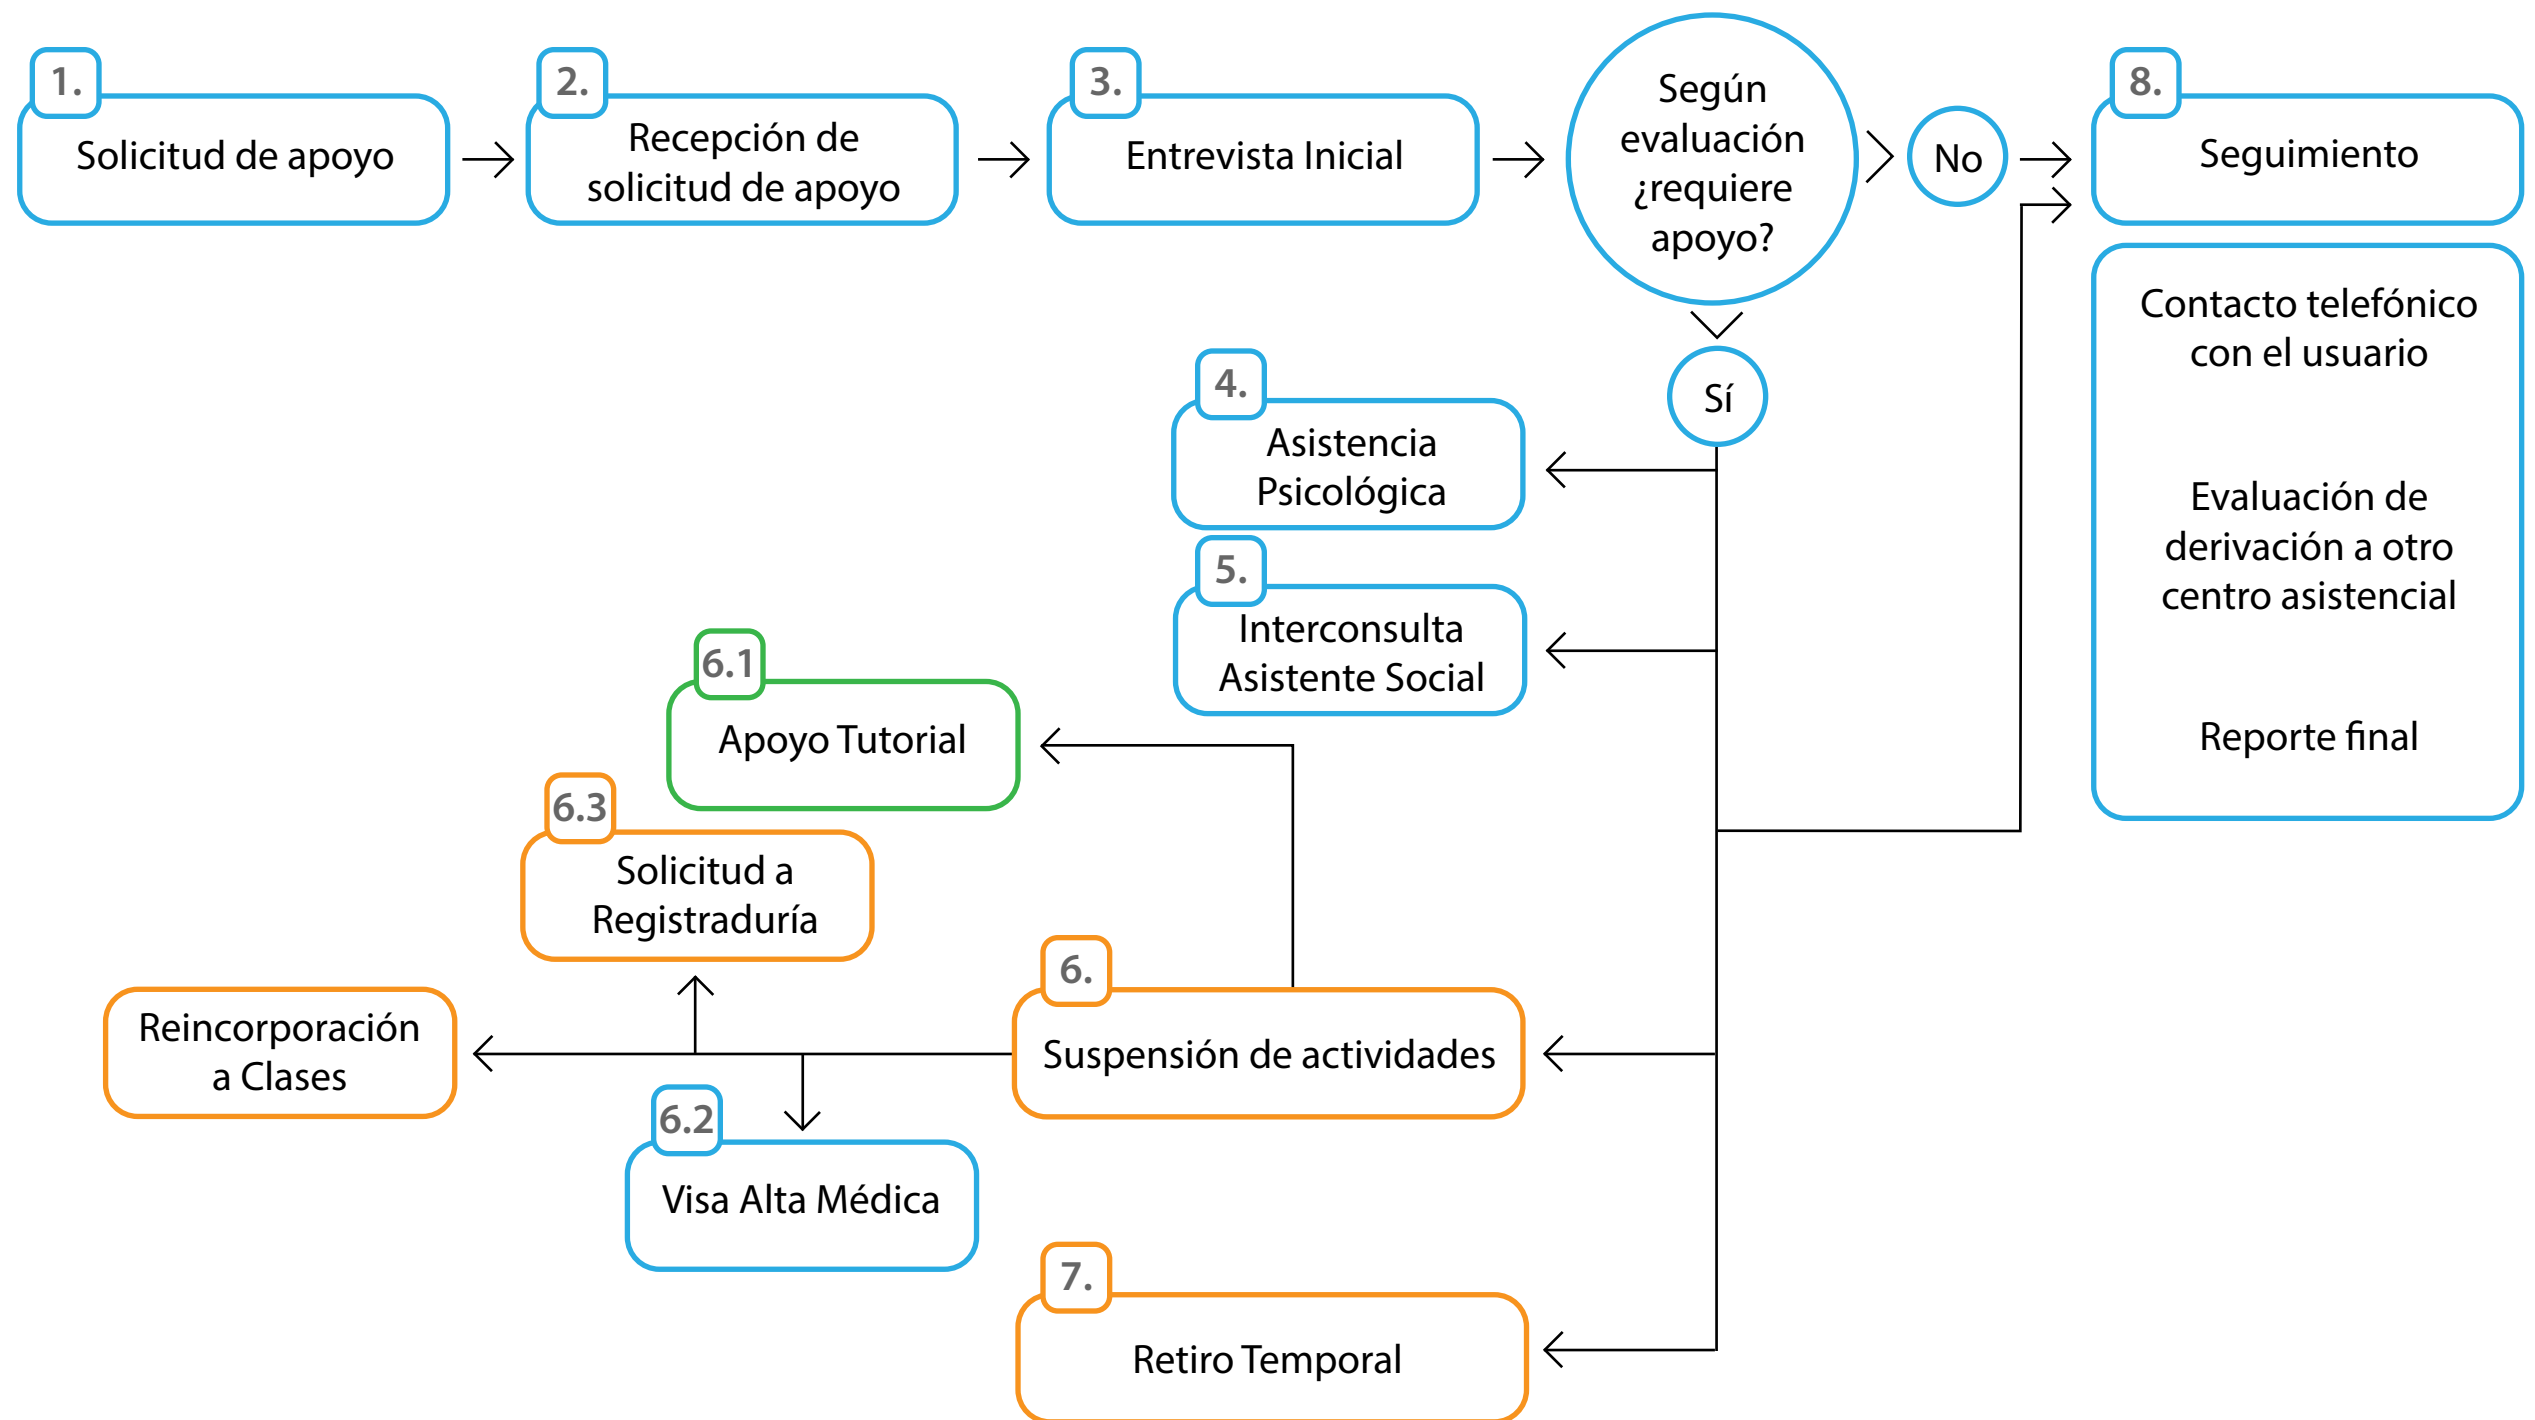 1.
Solicitud de apoyo
2.
Recepción de
solicitud de apoyo
3.
Entrevista Inicial
Según
evaluación
¿requiere
apoyo?
No
8.
Seguimiento
Contacto telefónico
con el usuario
Evaluación de
derivación a otro
centro asistencial
Reporte final
Sí
4.
Asistencia
Psicológica
5.
Interconsulta
Asistente Social
6.1
Apoyo Tutorial
6.3
Solicitud a
Registraduría
6.
Suspensión de actividades
Reincorporación
a Clases
6.2
Visa Alta Médica
7.
Retiro Temporal